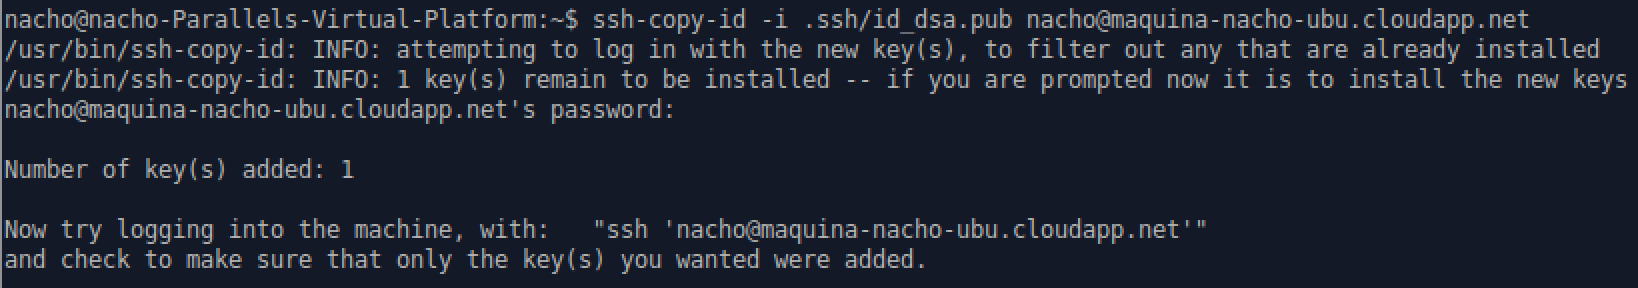 nacho@nacho-Parallels-Virtual-Platform:~$ ssh-copy-id -i .ssh/id_dsa.pub nacho@maquina-nacho-ubu.cloudapp.net
/usr/bin/ssh-copy-id: INFO: attempting to log in with the new key(s), to filter out any that are already installed
/usr/bin/ssh-copy-id: INFO: 1 key(s) remain to be installed -- if you are prompted now it is to install the new keys
nacho@maquina-nacho-ubu.cloudapp.net's password:
Number of key(s) added: 1
Now try logging into the machine, with:   "ssh 'nacho@maquina-nacho-ubu.cloudapp.net'"
and check to make sure that only the key(s) you wanted were added.